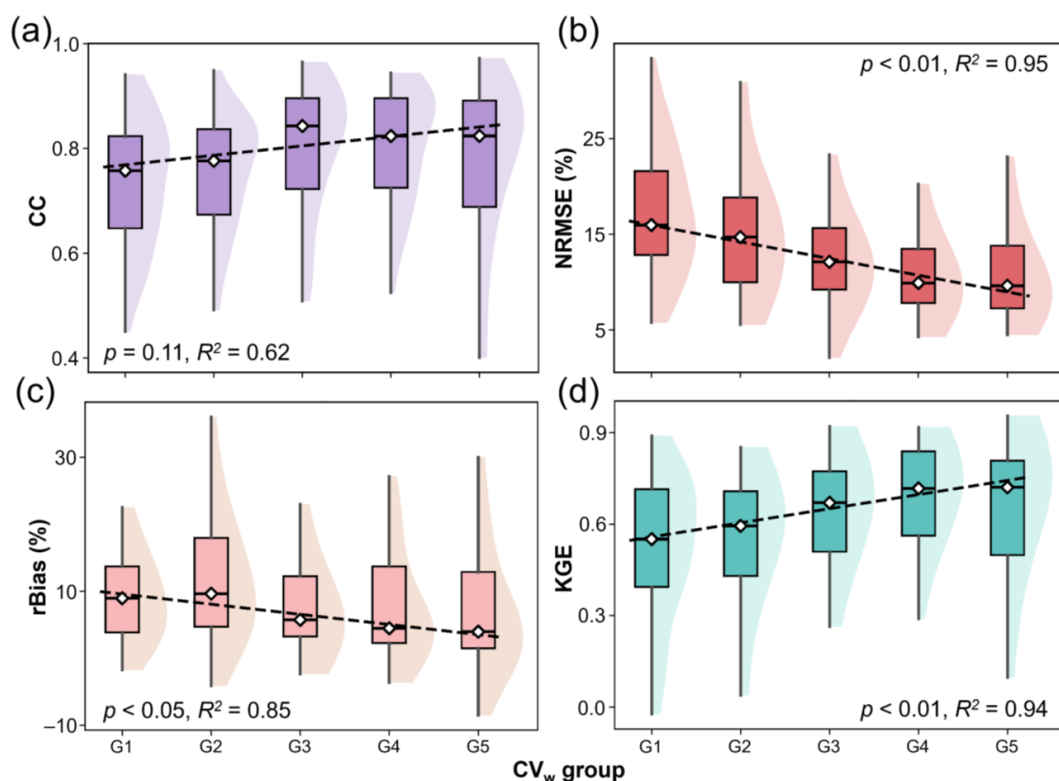 (a)
1.0
0.8
0.6
0.4
CC
p = 0.11, R² = 0.62
(b)
25
15
5
NRMSE (%)
p < 0.01, R² = 0.95
(c)
30
10
−10
rBias (%)
p < 0.05, R² = 0.85
G1 G2 G3 G4 G5
(d)
0.9
0.6
0.3
0.0
KGE
p < 0.01, R² = 0.94
G1 G2 G3 G4 G5
CVw group